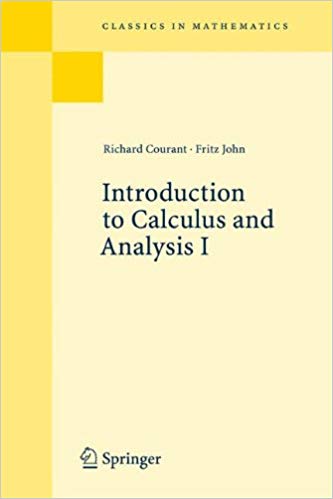 CLASSICS IN MATHEMATICS
Richard Courant · Fritz John
Introduction
to Calculus and
Analysis I
Springer